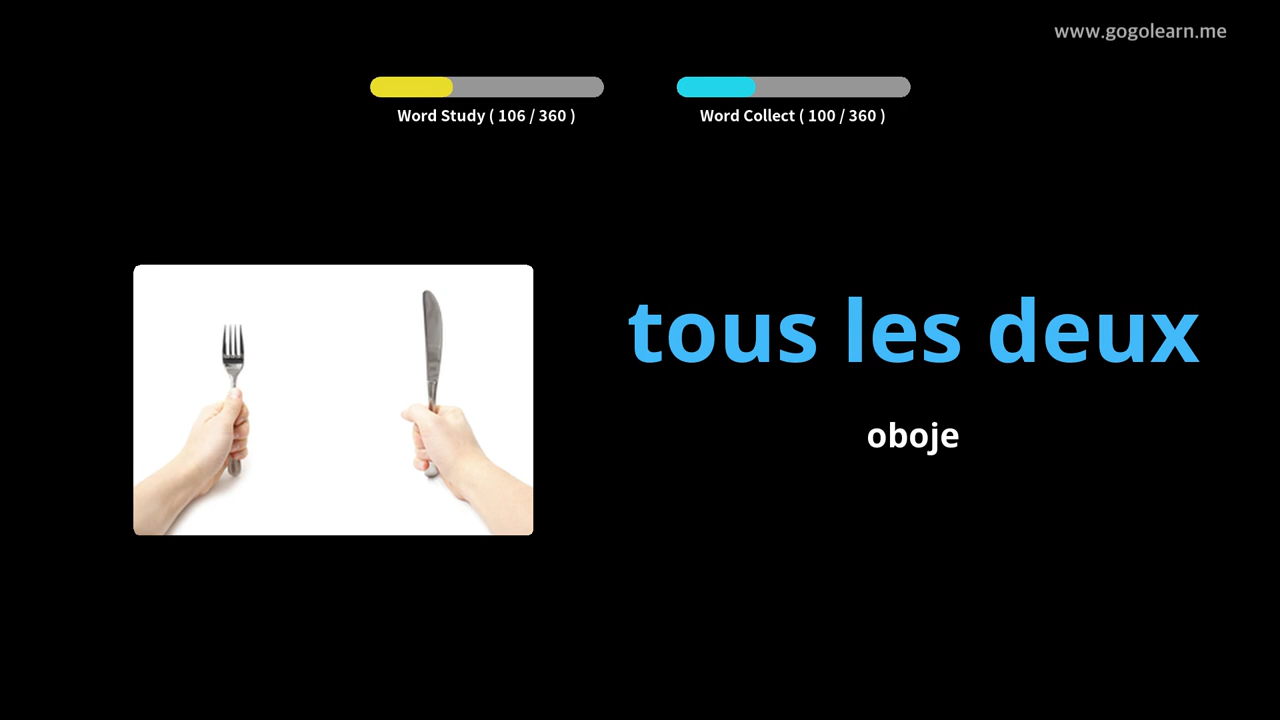 www.gogolearn.me
Word Study ( 106 / 360 )
Word Collect ( 100 / 360 )
tous les deux
oboje